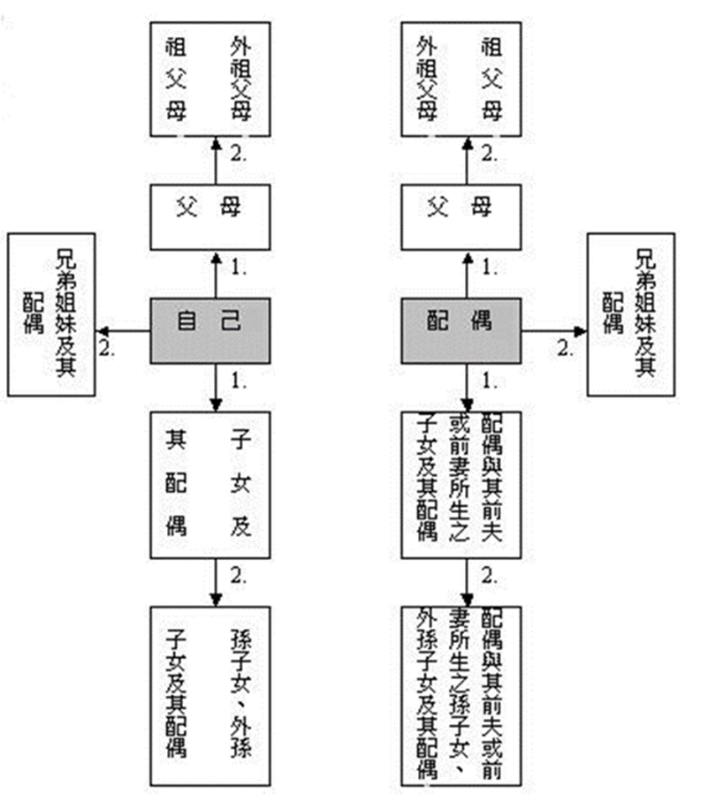 外祖父母
祖父母
2.
父母
1.
自己
2.
兄弟姐妹及其
配偶
1.
子女及
其配偶
2.
孫子女、外孫
子女及其配偶
祖父母
外祖父母
2.
父母
1.
配偶
2.
兄弟姐妹及其
配偶
1.
配偶與其前夫
或前妻所生之
子女及其配偶
2.
配偶與其前夫或前
妻所生之孫子女、
外孫子女及其配偶